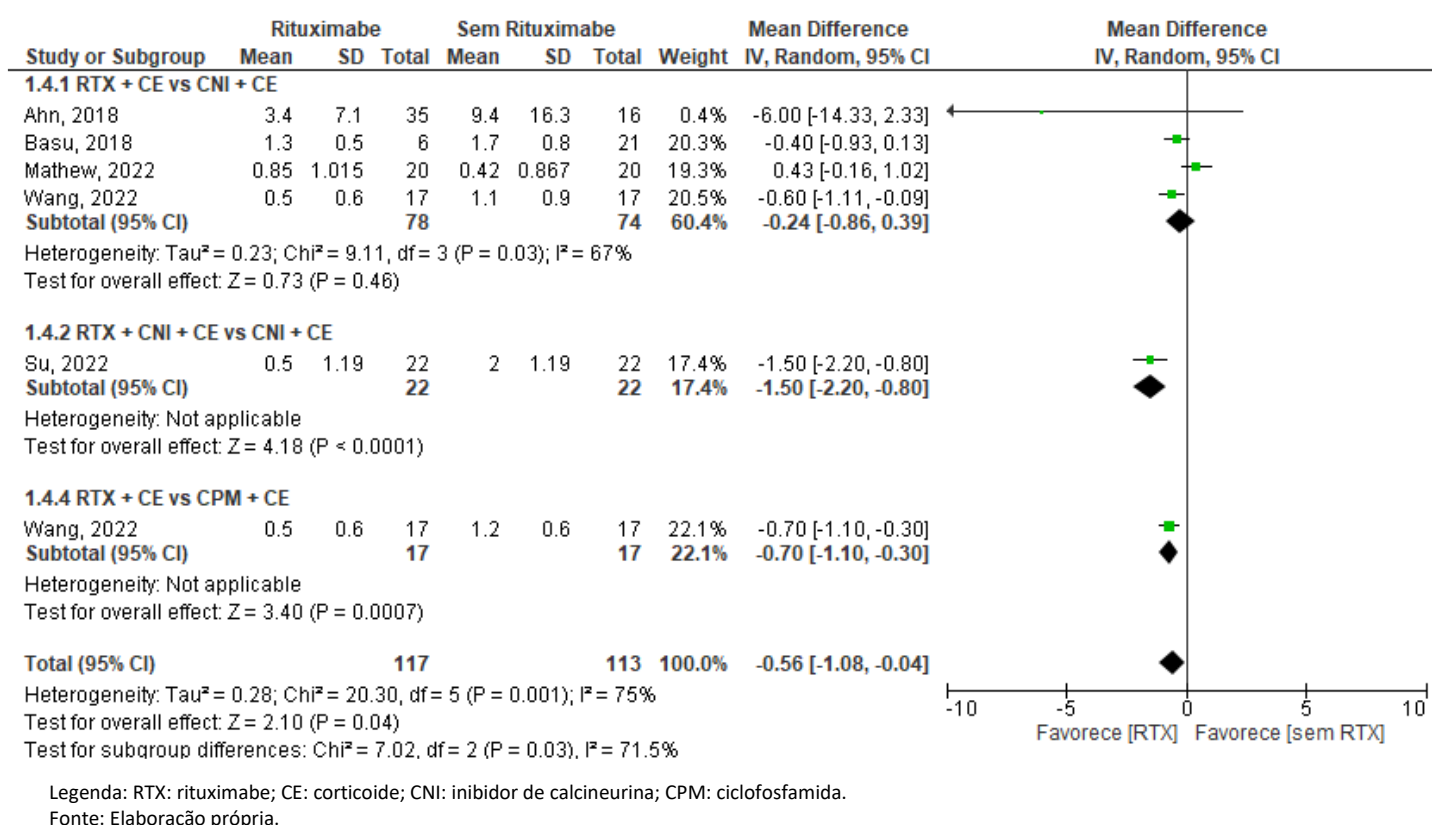 Rituximabe Sem Rituximabe Mean Difference Mean Difference
Study or Subgroup Mean SD Total Mean SD Total Weight IV, Random, 95% CI IV, Random, 95% CI
1.4.1 RTX + CE vs CNI + CE
Ahn, 2018 3.4 7.1 35 9.4 16.3 16 0.4% -6.00 [-14.33, 2.33]
Basu, 2018 1.3 0.5 6 1.7 0.8 21 20.3% -0.40 [-0.93, 0.13]
Mathew, 2022 0.85 1.015 20 0.42 0.867 20 19.3% 0.43 [-0.16, 1.02]
Wang, 2022 0.5 0.6 17 1.1 0.9 17 20.5% -0.60 [-1.11, -0.09]
Subtotal (95% CI) 78 74 60.4% -0.24 [-0.86, 0.39]
Heterogeneity: Tau² = 0.23; Chi² = 9.11, df = 3 (P = 0.03); I² = 67%
Test for overall effect: Z = 0.73 (P = 0.46)
1.4.2 RTX + CNI + CE vs CNI + CE
Su, 2022 0.5 1.19 22 2 1.19 22 17.4% -1.50 [-2.20, -0.80]
Subtotal (95% CI) 22 22 17.4% -1.50 [-2.20, -0.80]
Heterogeneity: Not applicable
Test for overall effect: Z = 4.18 (P < 0.0001)
1.4.4 RTX + CE vs CPM + CE
Wang, 2022 0.5 0.6 17 1.2 0.6 17 22.1% -0.70 [-1.10, -0.30]
Subtotal (95% CI) 17 17 22.1% -0.70 [-1.10, -0.30]
Heterogeneity: Not applicable
Test for overall effect: Z = 3.40 (P = 0.0007)
Total (95% CI) 117 113 100.0% -0.56 [-1.08, -0.04]
Heterogeneity: Tau² = 0.28; Chi² = 20.30, df = 5 (P = 0.001); I² = 75%
Test for overall effect: Z = 2.10 (P = 0.04)
Test for subgroup differences: Chi² = 7.02, df = 2 (P = 0.03), I² = 71.5%
-10 -5 0 5 10
Favorece [RTX] Favorece [sem RTX]
Legenda: RTX: rituximabe; CE: corticoide; CNI: inibidor de calcineurina; CPM: ciclofosfamida.
Fonte: Elaboração própria.